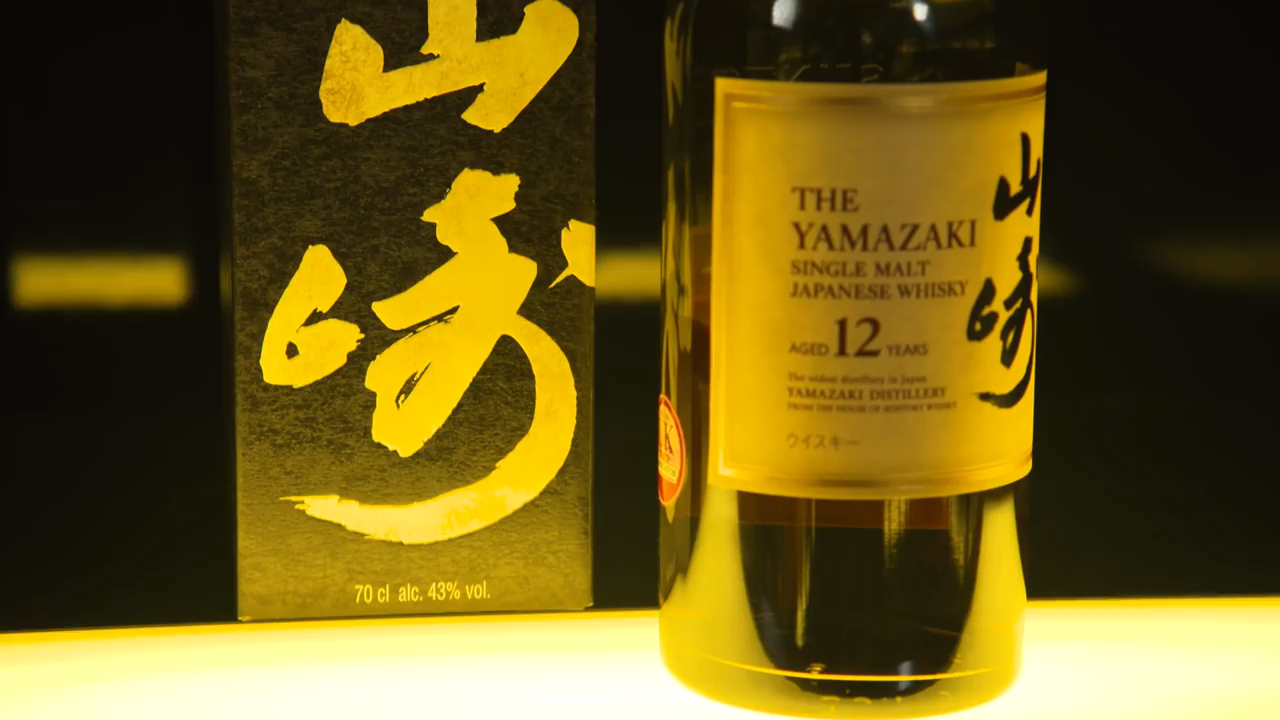 山崎
70 cl alc. 43% vol.
THE
YAMAZAKI
SINGLE MALT
JAPANESE WHISKY
AGED 12 YEARS
The oldest distillery in Japan
YAMAZAKI DISTILLERY
FROM THE HOUSE OF SUNTORY WHISKY
ウイスキー
山崎
K